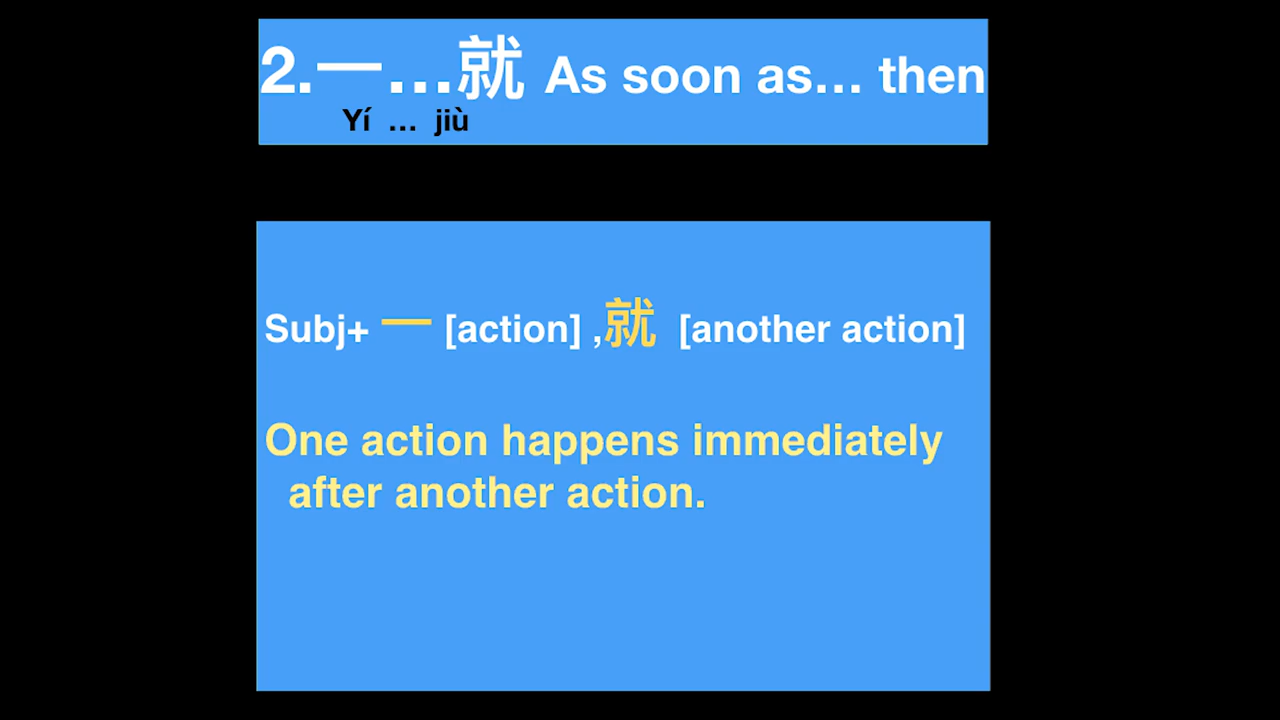 2.一…就 As soon as… then
Yí … jiù
Subj+ 一 [action] ,就 [another action]
One action happens immediately
after another action.